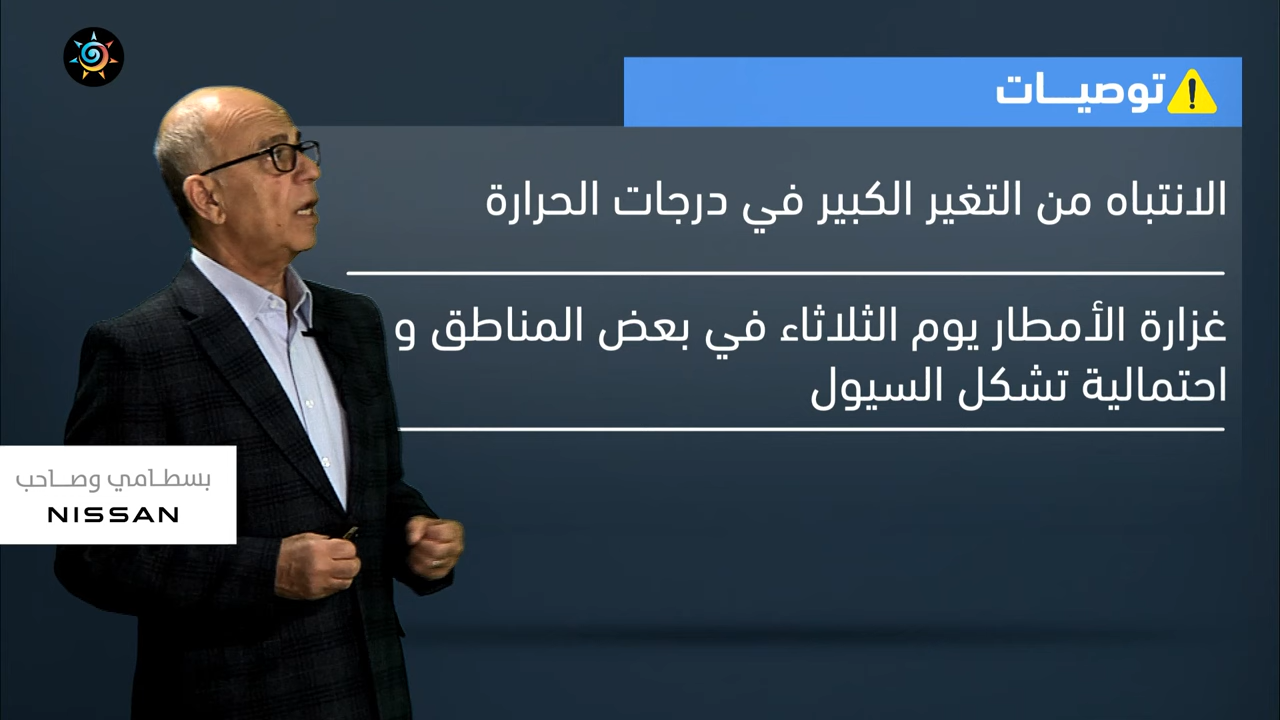 توصيـــات
الانتباه من التغير الكبير في درجات الحرارة
غزارة الأمطار يوم الثلاثاء في بعض المناطق و
احتمالية تشكل السيول
بسطـامي وصـاحب
NISSAN